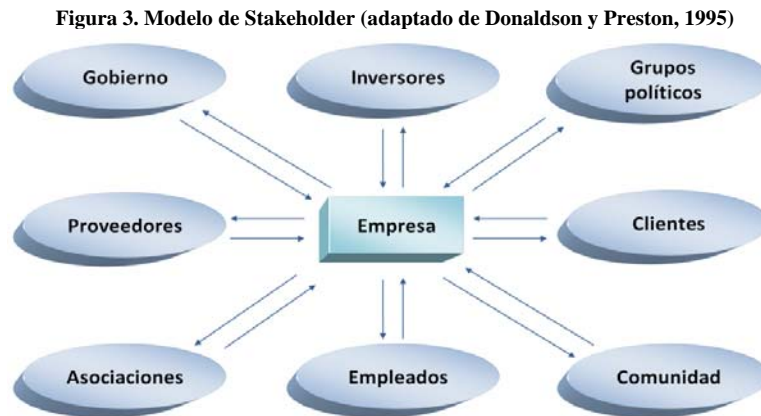 Figura 3. Modelo de Stakeholder (adaptado de Donaldson y Preston, 1995)
Gobierno
Inversores
Grupos
políticos
Proveedores
Empresa
Clientes
Asociaciones
Empleados
Comunidad